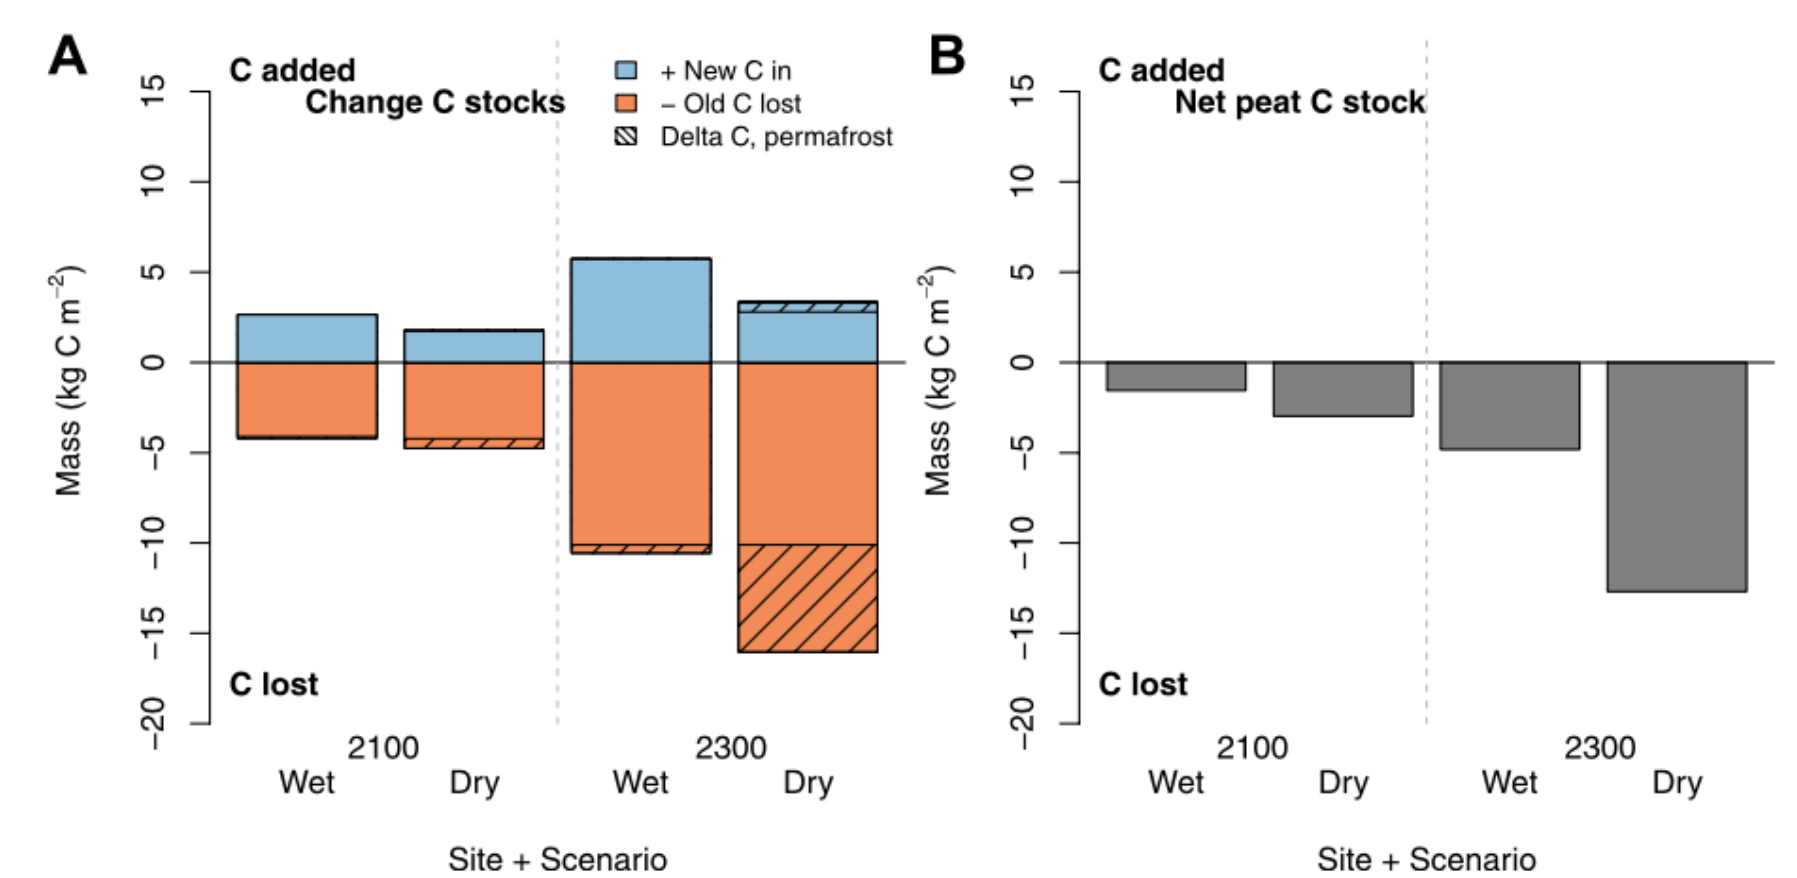 A
C added
Change C stocks
+ New C in
− Old C lost
Delta C, permafrost
15
10
5
0
−5
−10
−15
−20
Mass (kg C m⁻²)
C lost
2100
2300
Wet
Dry
Wet
Dry
Site + Scenario
B
C added
Net peat C stock
15
10
5
0
−5
−10
−15
−20
Mass (kg C m⁻²)
C lost
2100
2300
Wet
Dry
Wet
Dry
Site + Scenario